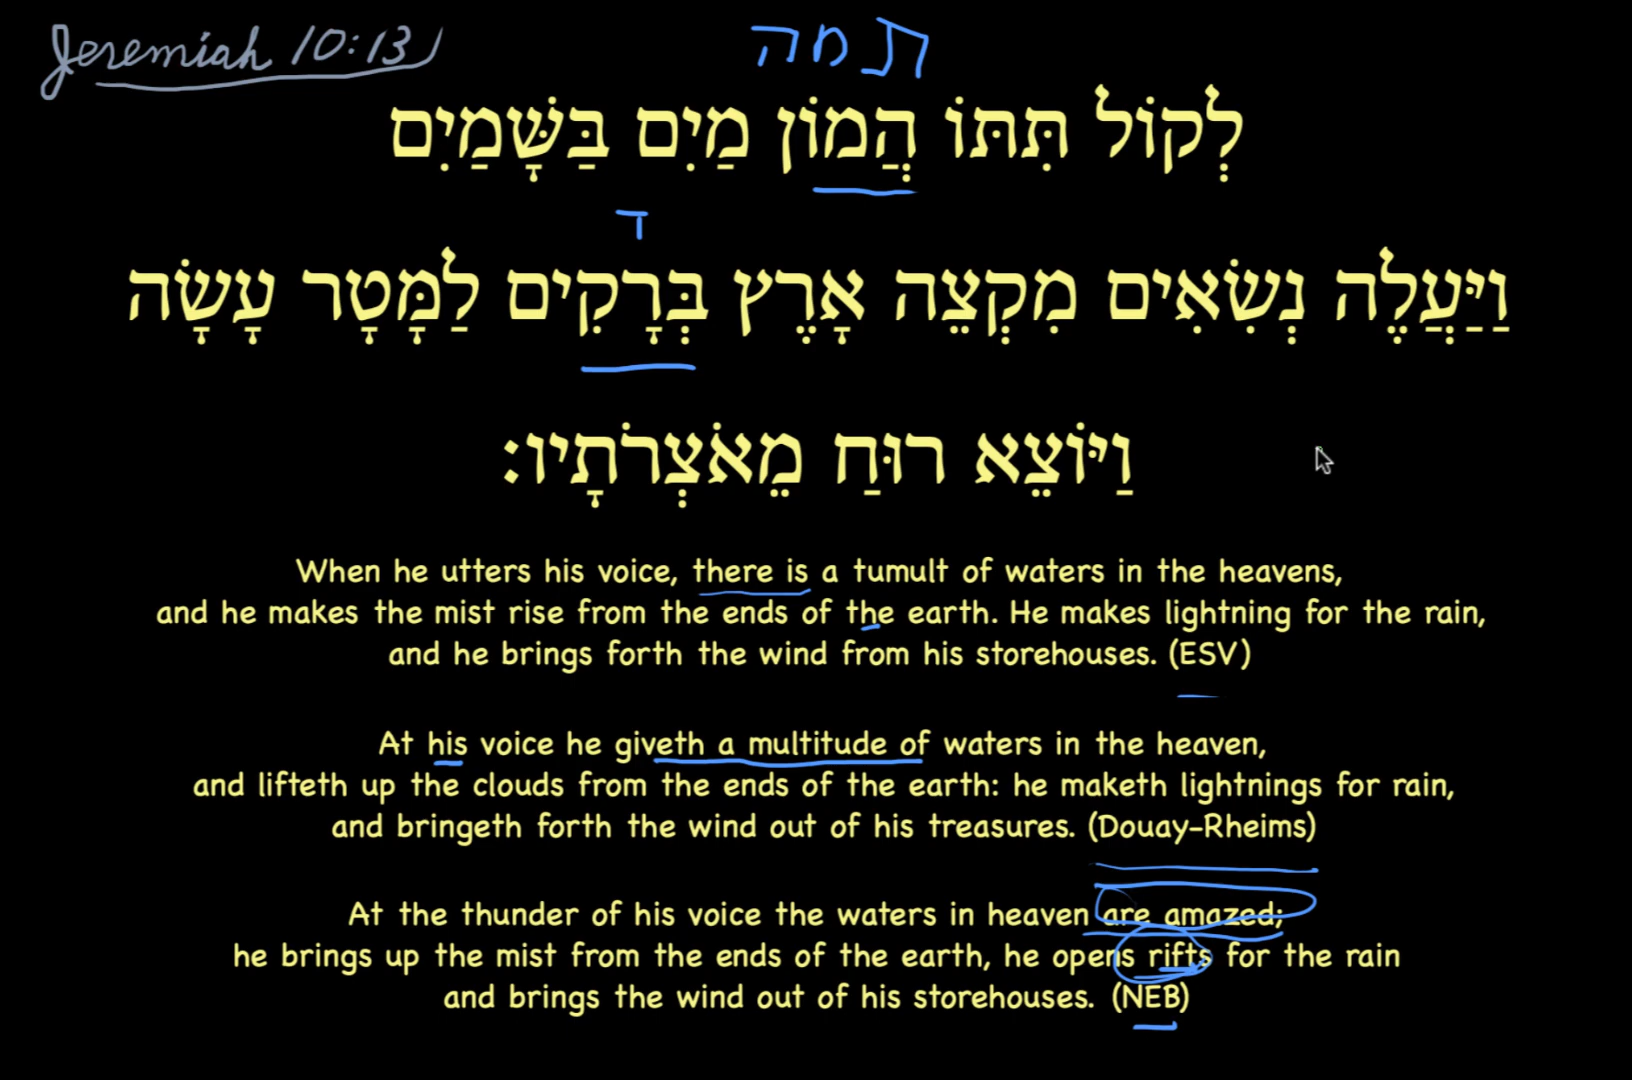 Jeremiah 10:13
תמה
לְקוֹל תִּתּוֹ הֲמוֹן מַיִם בַּשָּׁמַיִם
ד
וַיַּעֲלֶה נְשִׂאִים מִקְצֵה אָרֶץ בְּרָקִים לַמָּטָר עָשָׂה
וַיּוֹצֵא רוּחַ מֵאֹצְרֹתָיו׃
When he utters his voice, there is a tumult of waters in the heavens,
and he makes the mist rise from the ends of the earth. He makes lightning for the rain,
and he brings forth the wind from his storehouses. (ESV)
At his voice he giveth a multitude of waters in the heaven,
and lifteth up the clouds from the ends of the earth: he maketh lightnings for rain,
and bringeth forth the wind out of his treasures. (Douay-Rheims)
At the thunder of his voice the waters in heaven are amazed;
he brings up the mist from the ends of the earth, he opens rifts for the rain
and brings the wind out of his storehouses. (NEB)